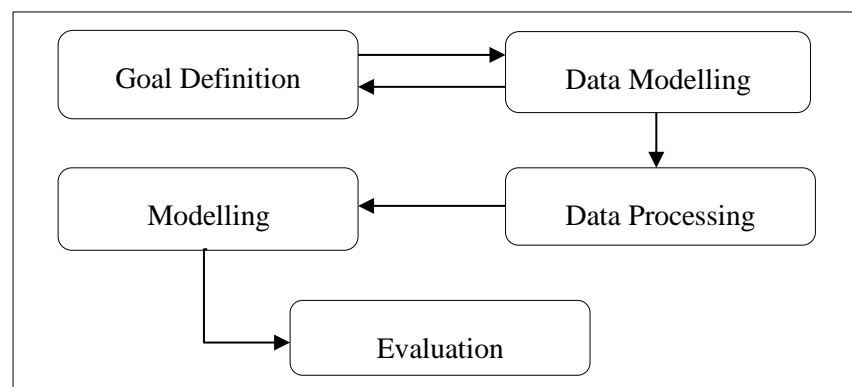 Goal Definition
Data Modelling
Modelling
Data Processing
Evaluation